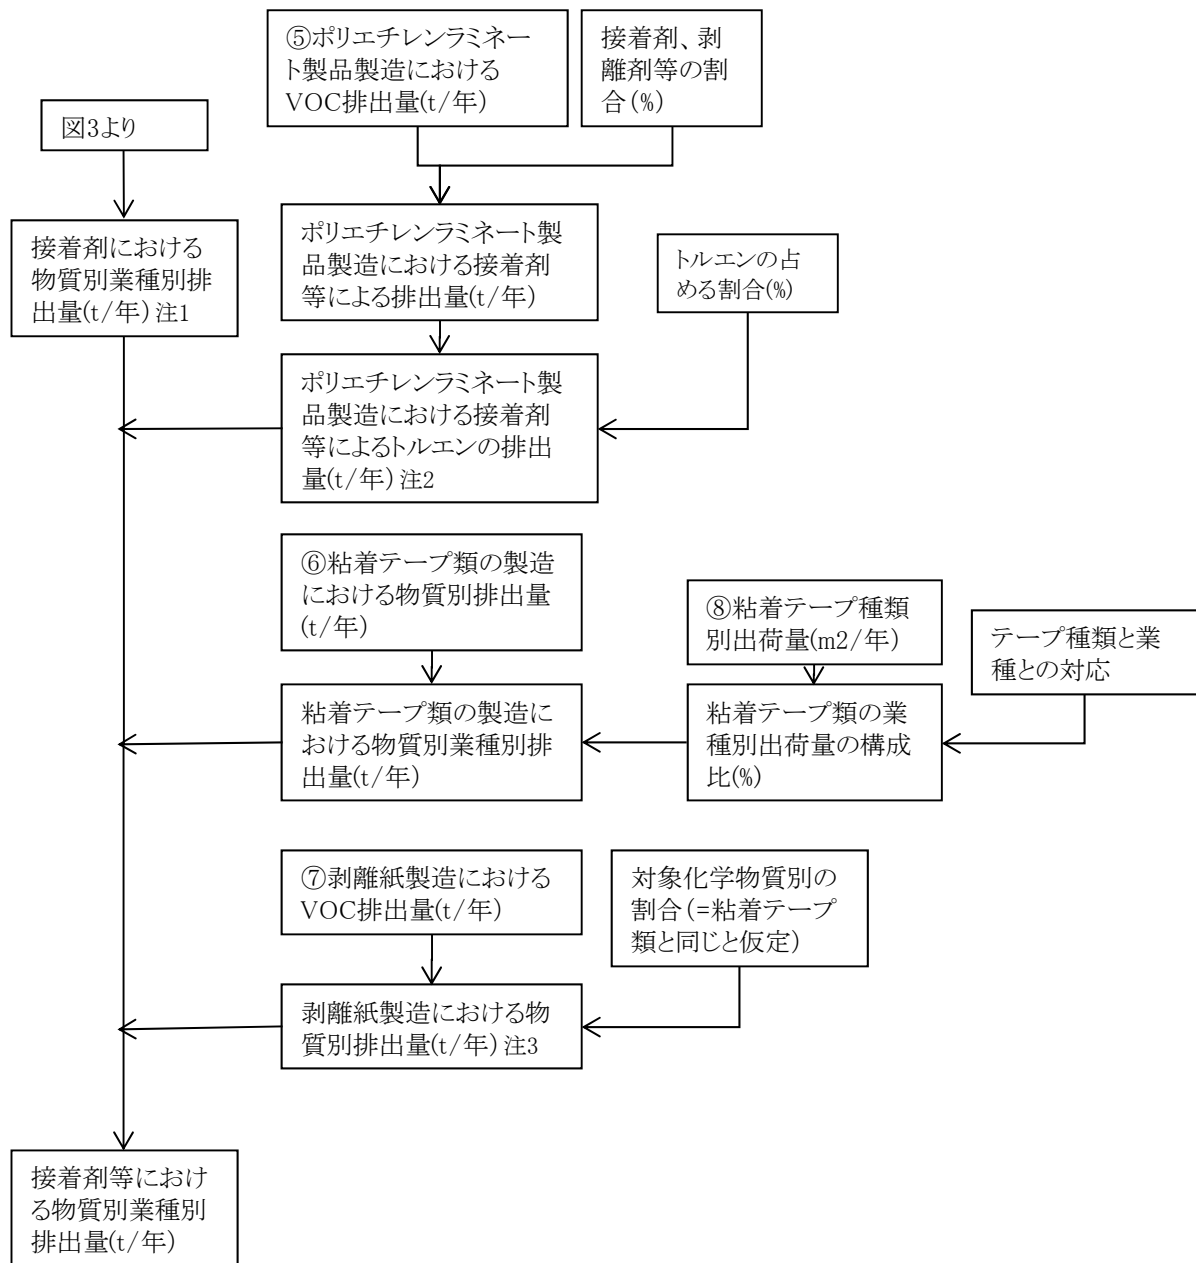 ⑤ポリエチレンラミネー
ト製品製造における
VOC排出量(t/年)
接着剤、剥
離剤等の割
合(%)
図3より
接着剤における
物質別業種別排
出量(t/年)注1
ポリエチレンラミネート製
品製造における接着剤
等による排出量(t/年)
トルエンの占
める割合(%)
ポリエチレンラミネート製
品製造における接着剤
等によるトルエンの排出
量(t/年)注2
⑥粘着テープ類の製造
における物質別排出量
(t/年)
⑧粘着テープ種類
別出荷量(m2/年)
テープ種類と業
種との対応
粘着テープ類の製造に
おける物質別業種別排
出量(t/年)
粘着テープ類の業
種別出荷量の構成
比(%)
⑦剥離紙製造における
VOC排出量(t/年)
対象化学物質別の
割合(=粘着テープ
類と同じと仮定)
剥離紙製造における物
質別排出量(t/年)注3
接着剤等におけ
る物質別業種別
排出量(t/年)